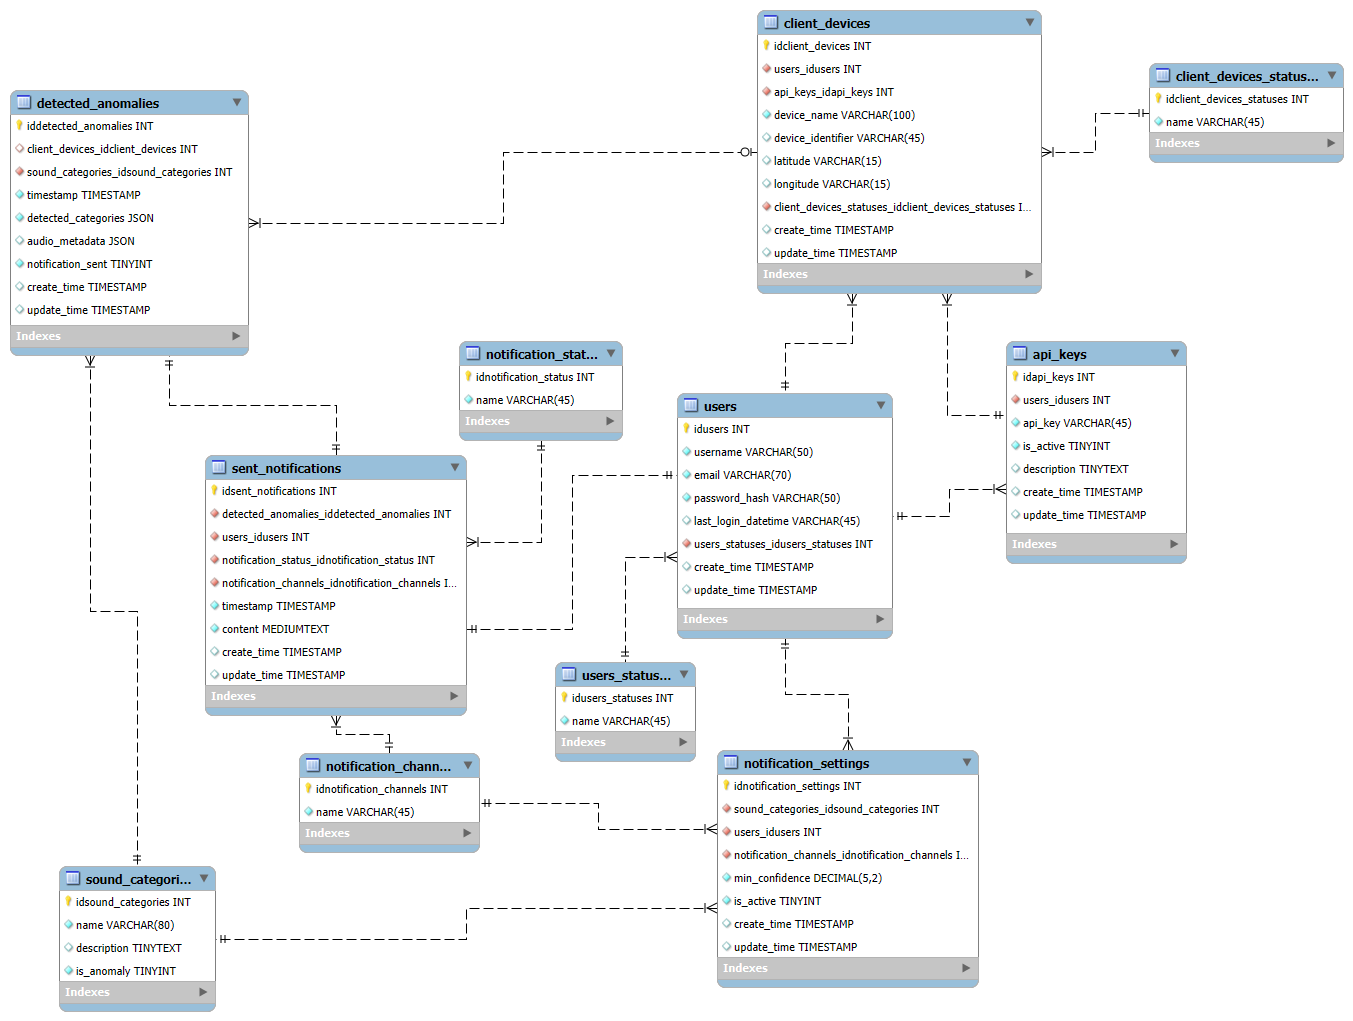 client_devices
idclient_devices INT
users_idusers INT
api_keys_idapi_keys INT
device_name VARCHAR(100)
device_identifier VARCHAR(45)
latitude VARCHAR(15)
longitude VARCHAR(15)
client_devices_statuses_idclient_devices_statuses I...
create_time TIMESTAMP
update_time TIMESTAMP
Indexes
client_devices_status...
idclient_devices_statuses INT
name VARCHAR(45)
Indexes
detected_anomalies
iddetected_anomalies INT
client_devices_idclient_devices INT
sound_categories_idsound_categories INT
timestamp TIMESTAMP
detected_categories JSON
audio_metadata JSON
notification_sent TINYINT
create_time TIMESTAMP
update_time TIMESTAMP
Indexes
notification_stat...
idnotification_status INT
name VARCHAR(45)
Indexes
api_keys
idapi_keys INT
users_idusers INT
api_key VARCHAR(45)
is_active TINYINT
description TINYTEXT
create_time TIMESTAMP
update_time TIMESTAMP
Indexes
users
idusers INT
username VARCHAR(50)
email VARCHAR(70)
password_hash VARCHAR(50)
last_login_datetime VARCHAR(45)
users_statuses_idusers_statuses INT
create_time TIMESTAMP
update_time TIMESTAMP
Indexes
sent_notifications
idsent_notifications INT
detected_anomalies_iddetected_anomalies INT
users_idusers INT
notification_status_idnotification_status INT
notification_channels_idnotification_channels I...
timestamp TIMESTAMP
content MEDIUMTEXT
create_time TIMESTAMP
update_time TIMESTAMP
Indexes
users_status...
idusers_statuses INT
name VARCHAR(45)
Indexes
notification_chann...
idnotification_channels INT
name VARCHAR(45)
Indexes
notification_settings
idnotification_settings INT
sound_categories_idsound_categories INT
users_idusers INT
notification_channels_idnotification_channels I...
min_confidence DECIMAL(5,2)
is_active TINYINT
create_time TIMESTAMP
update_time TIMESTAMP
Indexes
sound_categori...
idsound_categories INT
name VARCHAR(80)
description TINYTEXT
is_anomaly TINYINT
Indexes